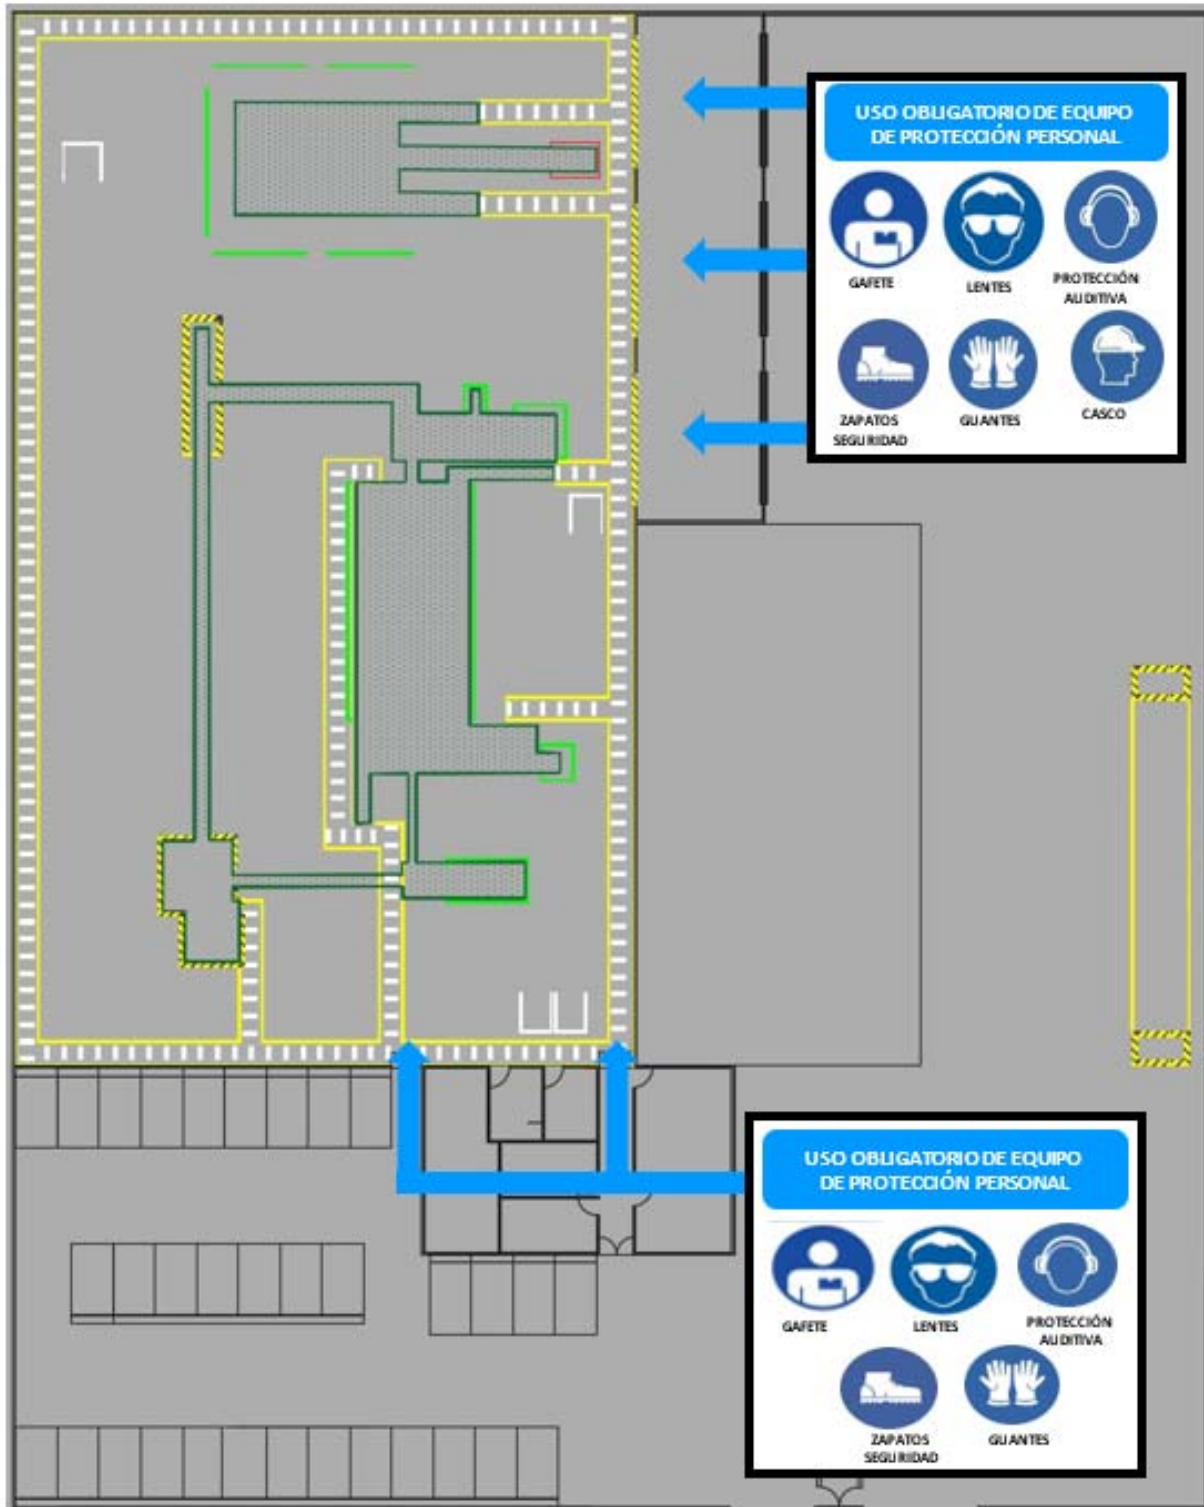 USO OBLIGATORIO DE EQUIPO
DE PROTECCIÓN PERSONAL
GAFETE
LENTES
PROTECCIÓN
AUDITIVA
ZAPATOS
SEGURIDAD
GUANTES
CASCO
USO OBLIGATORIO DE EQUIPO
DE PROTECCIÓN PERSONAL
GAFETE
LENTES
PROTECCIÓN
AUDITIVA
ZAPATOS
SEGURIDAD
GUANTES